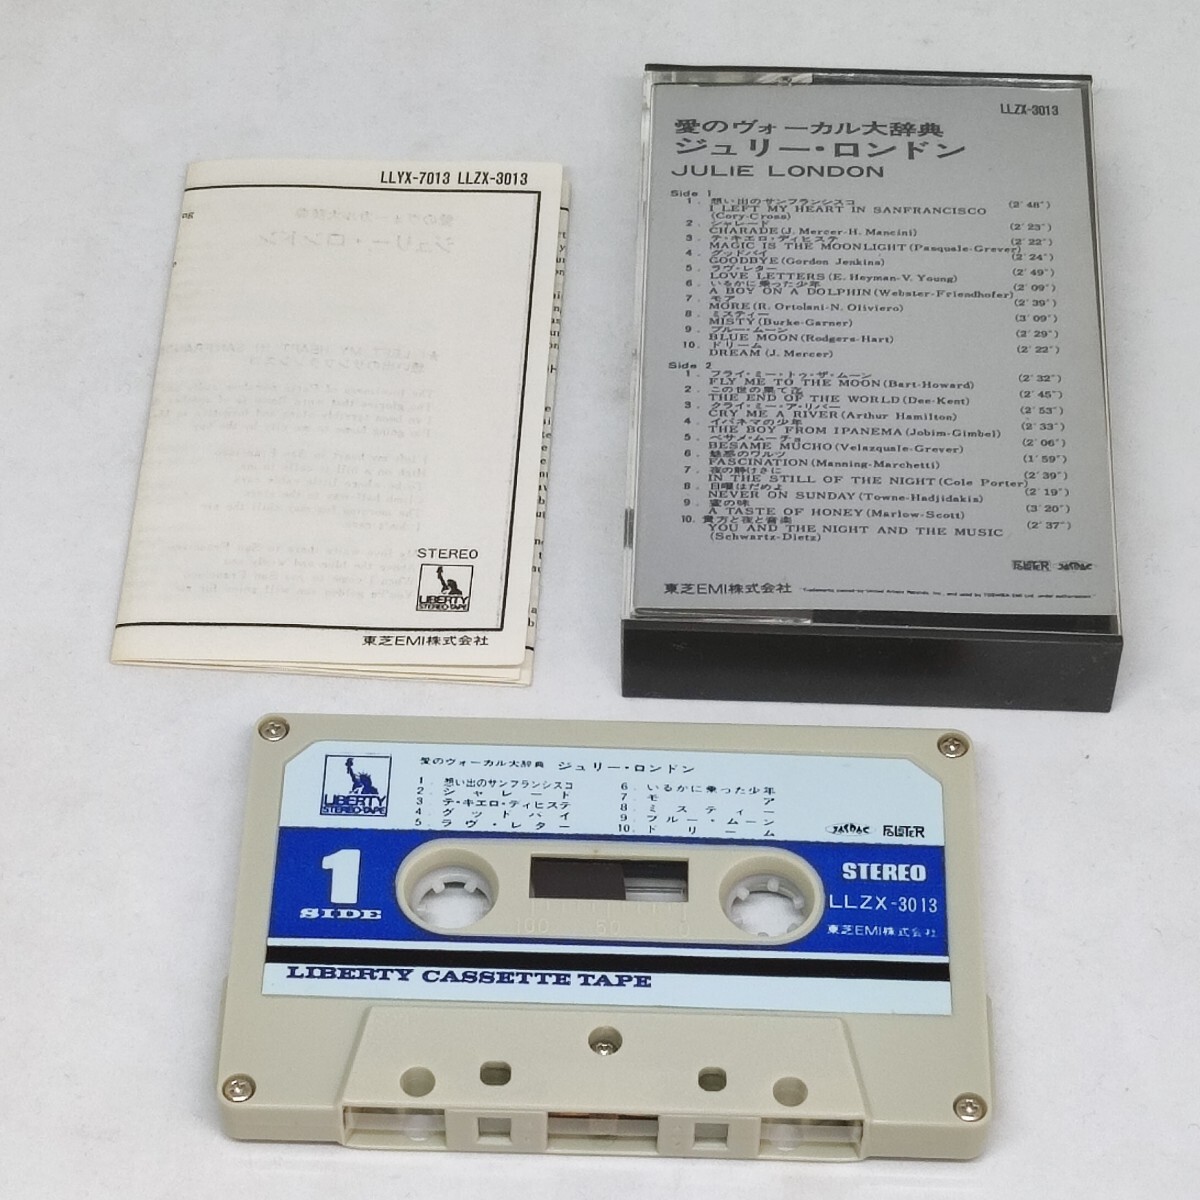 LLYX-7013 LLZX-3013
STEREO
LIBERTY
STEREO-TAPE
東芝EMI株式会社
LLZX-3013
愛のヴォーカル大辞典
ジュリー・ロンドン
JULIE LONDON
Side 1
1. 想い出のサンフランシスコ
I LEFT MY HEART IN SANFRANCISCO (2'48")
(Cory-Cross)
2. シャレード
CHARADE (J. Mercer-H. Mancini) (2'23")
3. テ・キエロ・ディヒステ
MAGIC IS THE MOONLIGHT (Pasquale-Grever) (2'22")
4. グッドバイ
GOODBYE (Gordon Jenkins) (2'24")
5. ラヴ・レター
LOVE LETTERS (E. Heyman-V. Young) (2'49")
6. いるかに乗った少年
A BOY ON A DOLPHIN (Webster-Friendhofer) (2'09")
7. モア
MORE (R. Ortolani-N. Oliviero) (2'39")
8. ミスティー
MISTY (Burke-Garner) (3'09")
9. ブルー・ムーン
BLUE MOON (Rodgers-Hart) (2'29")
10. ドリーム
DREAM (J. Mercer) (2'22")
Side 2
1. フライ・ミー・トゥ・ザ・ムーン
FLY ME TO THE MOON (Bart-Howard) (2'32")
2. この世の果てまで
THE END OF THE WORLD (Dee-Kent) (2'45")
3. クライ・ミー・ア・リバー
CRY ME A RIVER (Arthur Hamilton) (2'53")
4. イパネマの少年
THE BOY FROM IPANEMA (Jobim-Gimbel) (2'33")
5. ベサメ・ムーチョ
BESAME MUCHO (Velazquale-Grever) (2'06")
6. 魅惑のワルツ
FASCINATION (Manning-Marchetti) (1'59")
7. 夜の静けさに
IN THE STILL OF THE NIGHT (Cole Porter) (2'39")
8. 日曜はだめよ
NEVER ON SUNDAY (Towne-Hadjidakis) (2'19")
9. 蜜の味
A TASTE OF HONEY (Marlow-Scott) (3'20")
10. 貴方と夜と音楽
YOU AND THE NIGHT AND THE MUSIC (2'37")
(Schwartz-Dietz)
POLYSTER JASRAC
東芝EMI株式会社
LIBERTY
STEREO-TAPE
愛のヴォーカル大辞典 ジュリー・ロンドン
1. 想い出のサンフランシスコ
2. シャレード
3. テ・キエロ・ディヒステ
4. グッドバイ
5. ラヴ・レター
6. いるかに乗った少年
7. モア
8. ミスティー
9. ブルー・ムーン
10. ドリーム
JASRAC
1
SIDE
STEREO
LLZX-3013
東芝EMI株式会社
100 50 0
LIBERTY CASSETTE TAPE